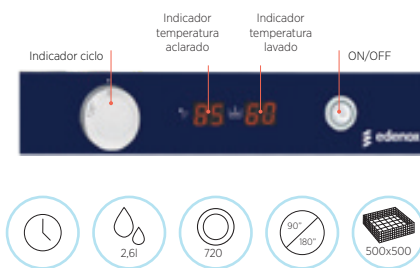 Indicador
temperatura
aclarado
Indicador
temperatura
lavado
Indicador ciclo
ON/OFF
85
60
edenox
2,6l
720
90"
180"
500x500